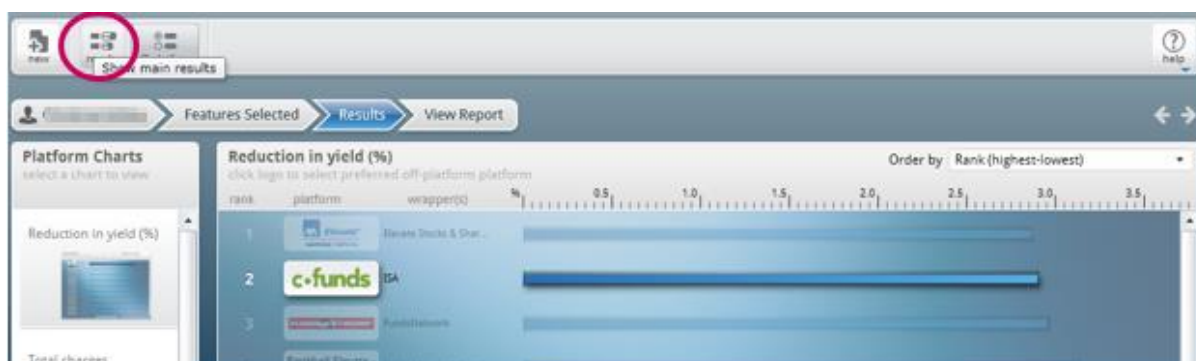 new
help
Show main results
Features Selected
Results
View Report
Platform Charts
select a chart to view
Reduction in yield (%)
Order by Rank (highest-lowest)
click logo to select preferred off-platform platform
rank platform wrapper(s) % 0.5 1.0 1.5 2.0 2.5 3.0 3.5
Reduction in yield (%)
1 Elevate Stocks & Shar...
2 c•funds ISA
3 FundsNetwork
Total charges